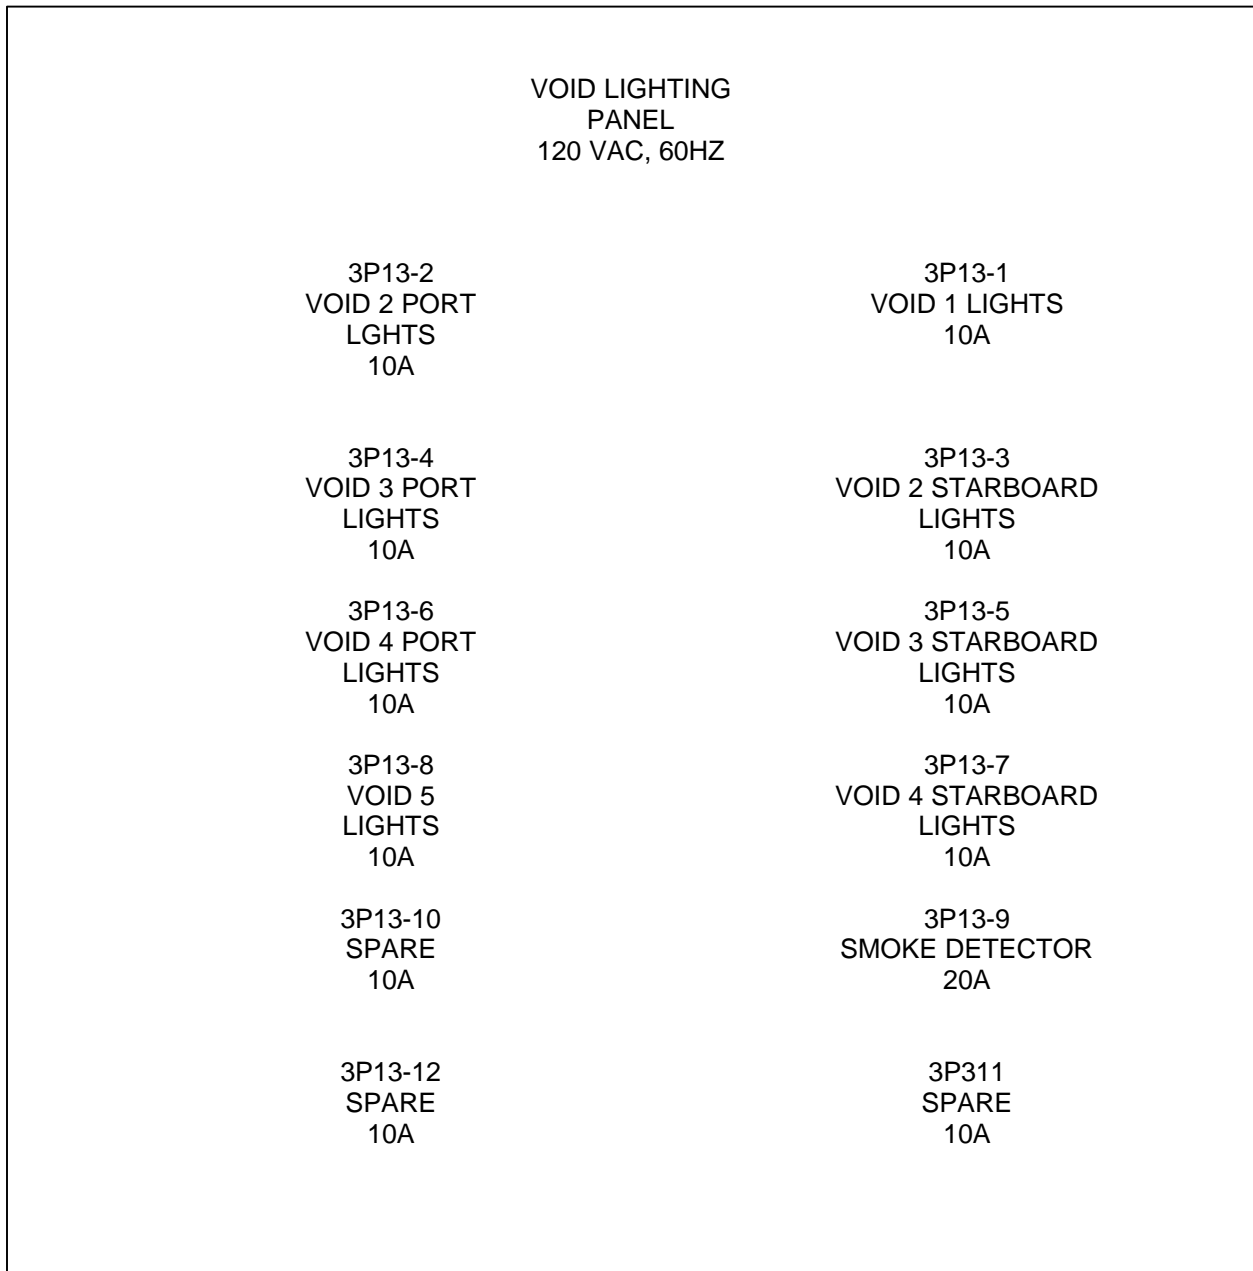 VOID LIGHTING
PANEL
120 VAC, 60HZ
3P13-2
VOID 2 PORT
LGHTS
10A
3P13-1
VOID 1 LIGHTS
10A
3P13-4
VOID 3 PORT
LIGHTS
10A
3P13-3
VOID 2 STARBOARD
LIGHTS
10A
3P13-6
VOID 4 PORT
LIGHTS
10A
3P13-5
VOID 3 STARBOARD
LIGHTS
10A
3P13-8
VOID 5
LIGHTS
10A
3P13-7
VOID 4 STARBOARD
LIGHTS
10A
3P13-10
SPARE
10A
3P13-9
SMOKE DETECTOR
20A
3P13-12
SPARE
10A
3P311
SPARE
10A